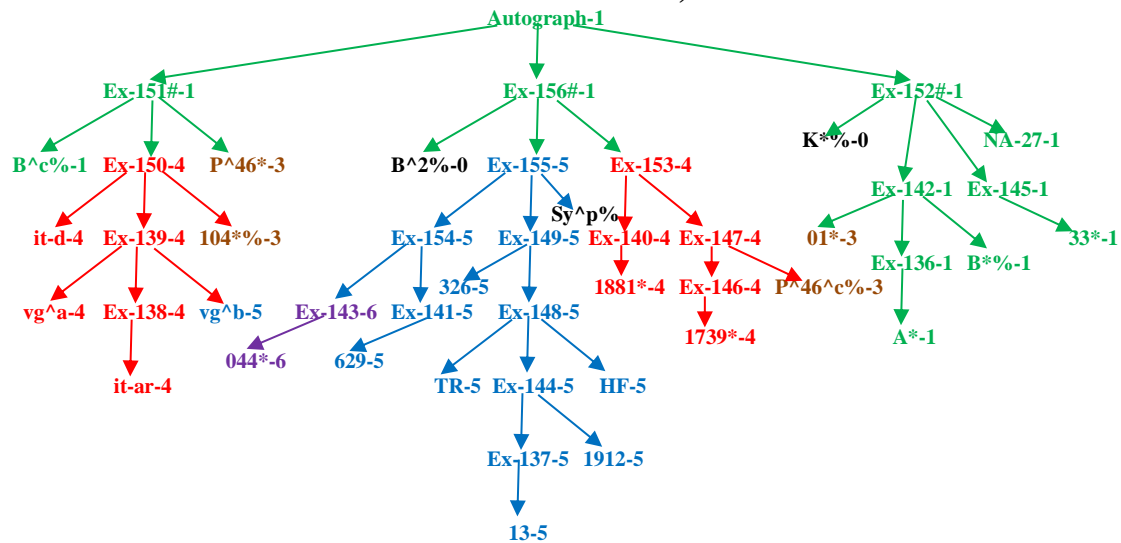 Autograph-1
Ex-151#-1 Ex-156#-1 Ex-152#-1
K*%-0 NA-27-1
B^c%-1 Ex-150-4 P^46*-3 B^2%-0 Ex-155-5 Ex-153-4
Ex-142-1 Ex-145-1
Sy^p%
it-d-4 Ex-139-4 104*%-3 Ex-154-5 Ex-149-5 Ex-140-4 Ex-147-4 01*-3 33*-1
Ex-136-1 B*%-1
326-5 1881*-4 Ex-146-4 P^46^c%-3
vg^a-4 Ex-138-4 vg^b-5 Ex-143-6 Ex-141-5 Ex-148-5
1739*-4 A*-1
044*-6 629-5
it-ar-4 TR-5 Ex-144-5 HF-5
Ex-137-5 1912-5
13-5